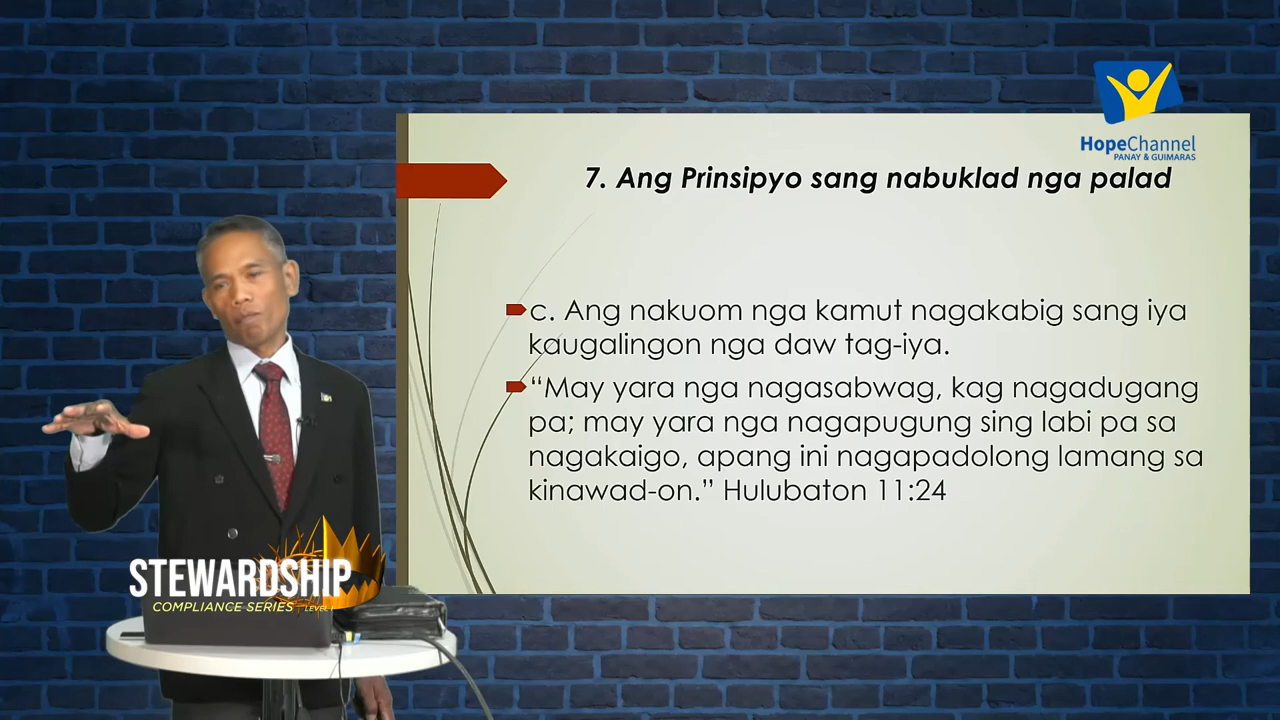 HopeChannel
PANAY & GUIMARAS
7. Ang Prinsipyo sang nabuklad nga palad
c. Ang nakuom nga kamut nagakabig sang iya
kaugalingon nga daw tag-iya.
“May yara nga nagasabwag, kag nagadugang
pa; may yara nga nagapugung sing labi pa sa
nagakaigo, apang ini nagapadolong lamang sa
kinawad-on.” Hulubaton 11:24
STEWARDSHIP
COMPLIANCE SERIES LEVEL I